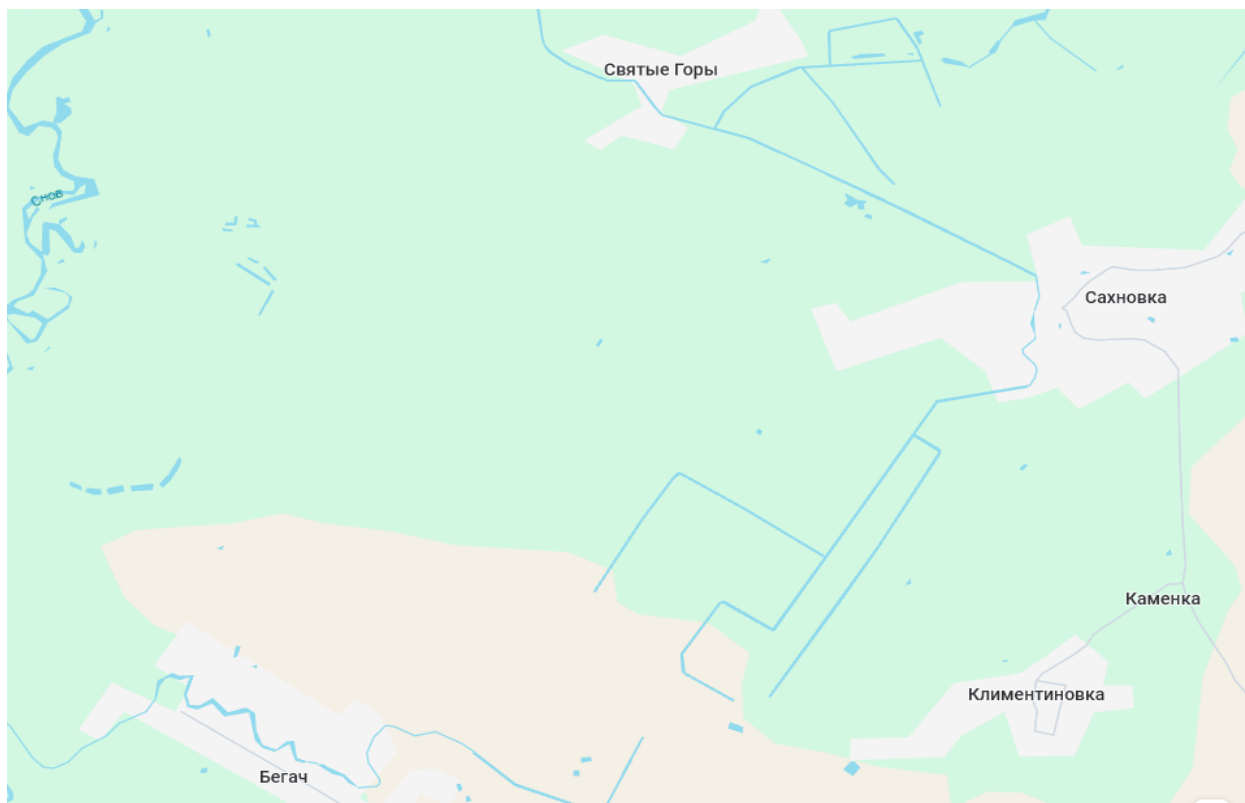 Святые Горы
Снов
Сахновка
Каменка
Климентиновка
Бегач